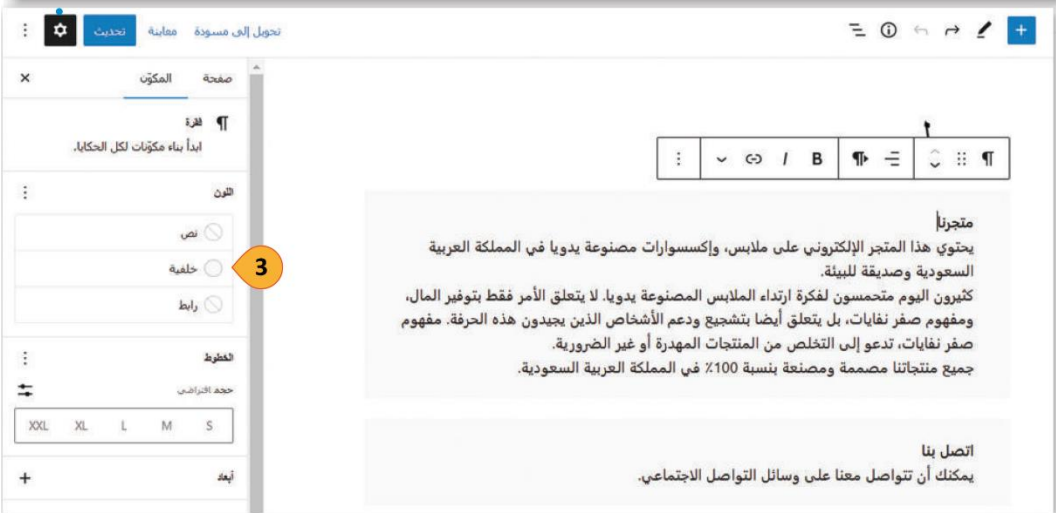 تحويل إلى مسودة
معاينة
تحديث
صفحة
المكوّن
فقرة
ابدأ بناء مكوّنات لكل الحكايا.
اللون
نص
خلفية
رابط
3
الخطوط
حجم افتراضي
S M L XL XXL
أبعاد
B I
متجرنا
يحتوي هذا المتجر الإلكتروني على ملابس، وإكسسوارات مصنوعة يدويا في المملكة العربية
السعودية وصديقة للبيئة.
كثيرون اليوم متحمسون لفكرة ارتداء الملابس المصنوعة يدويا. لا يتعلق الأمر فقط بتوفير المال،
ومفهوم صفر نفايات، بل يتعلق أيضا بتشجيع ودعم الأشخاص الذين يجيدون هذه الحرفة. مفهوم
صفر نفايات، تدعو إلى التخلص من المنتجات المهدرة أو غير الضرورية.
جميع منتجاتنا مصممة ومصنعة بنسبة 100٪ في المملكة العربية السعودية.
اتصل بنا
يمكنك أن تتواصل معنا على وسائل التواصل الاجتماعي.